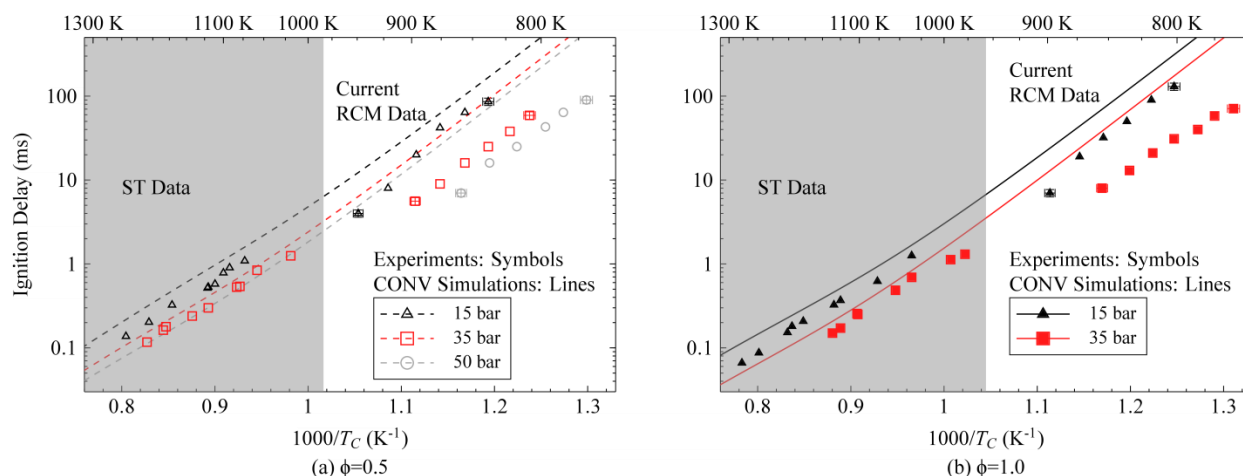 1300 K 1100 K 1000 K 900 K 800 K
Ignition Delay (ms)
100
10
1
0.1
ST Data
Current
RCM Data
Experiments: Symbols
CONV Simulations: Lines
15 bar
35 bar
50 bar
0.8 0.9 1 1.1 1.2 1.3
1000/T_C (K⁻¹)
(a) ϕ=0.5
1300 K 1100 K 1000 K 900 K 800 K
100
10
1
0.1
ST Data
Current
RCM Data
Experiments: Symbols
CONV Simulations: Lines
15 bar
35 bar
0.8 0.9 1 1.1 1.2 1.3
1000/T_C (K⁻¹)
(b) ϕ=1.0